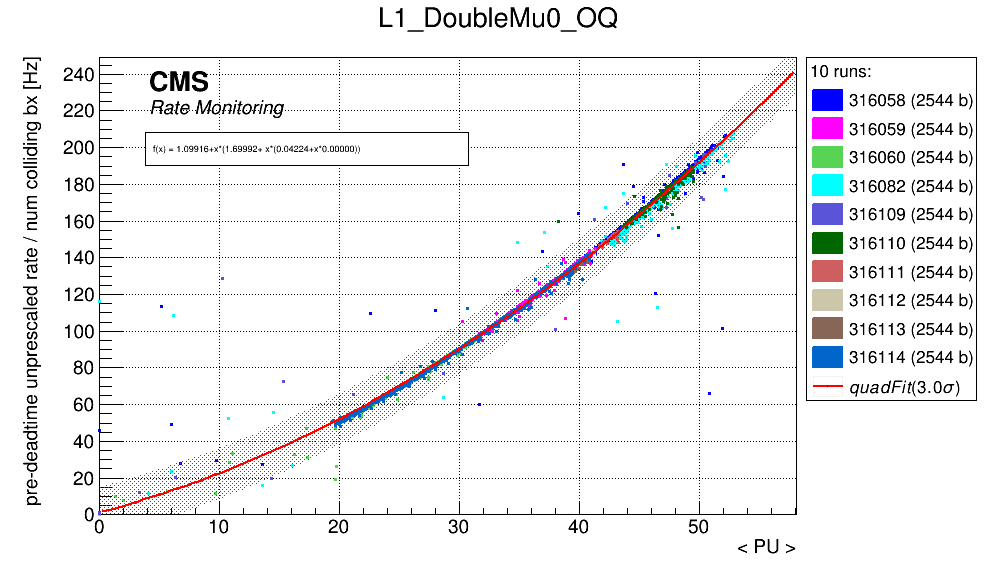 L1_DoubleMu0_OQ
pre-deadtime unprescaled rate / num colliding bx [Hz]
CMS
Rate Monitoring
f(x) = 1.09916+x*(1.69992+ x*(0.04224+x*0.00000))
240
220
200
180
160
140
120
100
80
60
40
20
0
0 10 20 30 40 50
< PU >
10 runs:
316058 (2544 b)
316059 (2544 b)
316060 (2544 b)
316082 (2544 b)
316109 (2544 b)
316110 (2544 b)
316111 (2544 b)
316112 (2544 b)
316113 (2544 b)
316114 (2544 b)
quadFit(3.0σ)